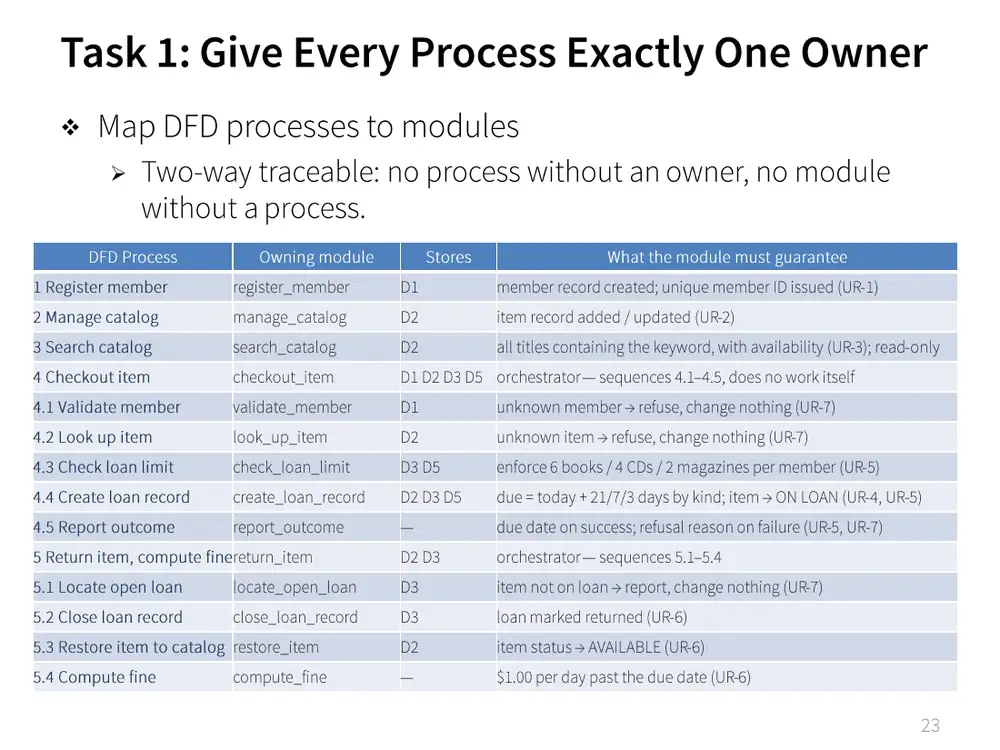 Task 1: Give Every Process Exactly One Owner
❖ Map DFD processes to modules
➢ Two-way traceable: no process without an owner, no module
without a process.
DFD Process Owning module Stores What the module must guarantee
1 Register member register_member D1 member record created; unique member ID issued (UR-1)
2 Manage catalog manage_catalog D2 item record added / updated (UR-2)
3 Search catalog search_catalog D2 all titles containing the keyword, with availability (UR-3); read-only
4 Checkout item checkout_item D1 D2 D3 D5 orchestrator— sequences 4.1–4.5, does no work itself
4.1 Validate member validate_member D1 unknown member → refuse, change nothing (UR-7)
4.2 Look up item look_up_item D2 unknown item → refuse, change nothing (UR-7)
4.3 Check loan limit check_loan_limit D3 D5 enforce 6 books / 4 CDs / 2 magazines per member (UR-5)
4.4 Create loan record create_loan_record D2 D3 D5 due = today + 21/7/3 days by kind; item → ON LOAN (UR-4, UR-5)
4.5 Report outcome report_outcome — due date on success; refusal reason on failure (UR-5, UR-7)
5 Return item, compute fine return_item D2 D3 orchestrator— sequences 5.1–5.4
5.1 Locate open loan locate_open_loan D3 item not on loan → report, change nothing (UR-7)
5.2 Close loan record close_loan_record D3 loan marked returned (UR-6)
5.3 Restore item to catalog restore_item D2 item status → AVAILABLE (UR-6)
5.4 Compute fine compute_fine — $1.00 per day past the due date (UR-6)
23